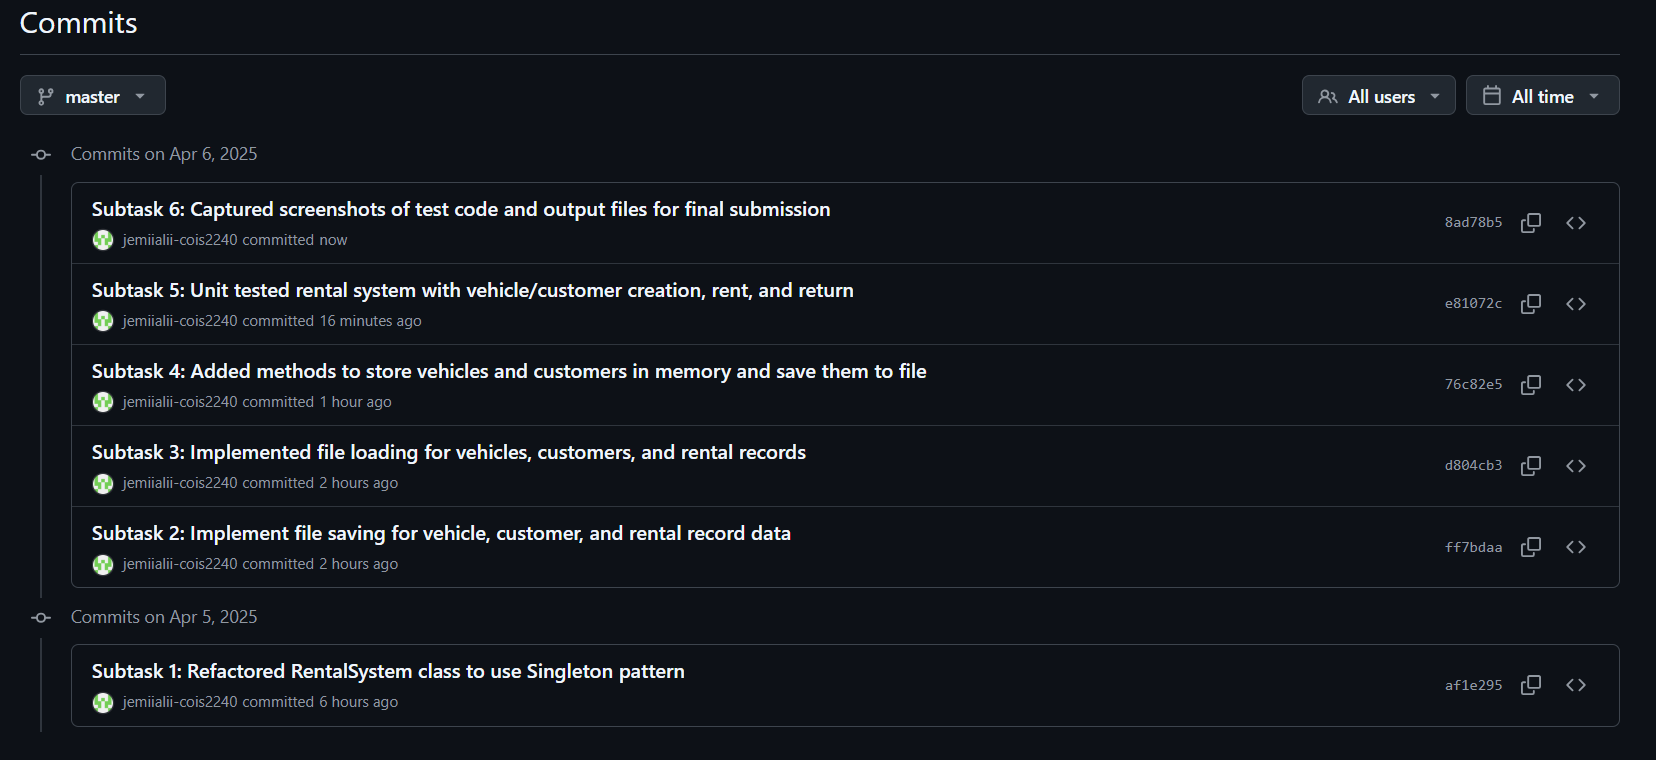 Commits
master
All users
All time
Commits on Apr 6, 2025
Subtask 6: Captured screenshots of test code and output files for final submission
8ad78b5
jemiialii-cois2240 committed now
Subtask 5: Unit tested rental system with vehicle/customer creation, rent, and return
e81072c
jemiialii-cois2240 committed 16 minutes ago
Subtask 4: Added methods to store vehicles and customers in memory and save them to file
76c82e5
jemiialii-cois2240 committed 1 hour ago
Subtask 3: Implemented file loading for vehicles, customers, and rental records
d804cb3
jemiialii-cois2240 committed 2 hours ago
Subtask 2: Implement file saving for vehicle, customer, and rental record data
ff7bdaa
jemiialii-cois2240 committed 2 hours ago
Commits on Apr 5, 2025
Subtask 1: Refactored RentalSystem class to use Singleton pattern
af1e295
jemiialii-cois2240 committed 6 hours ago